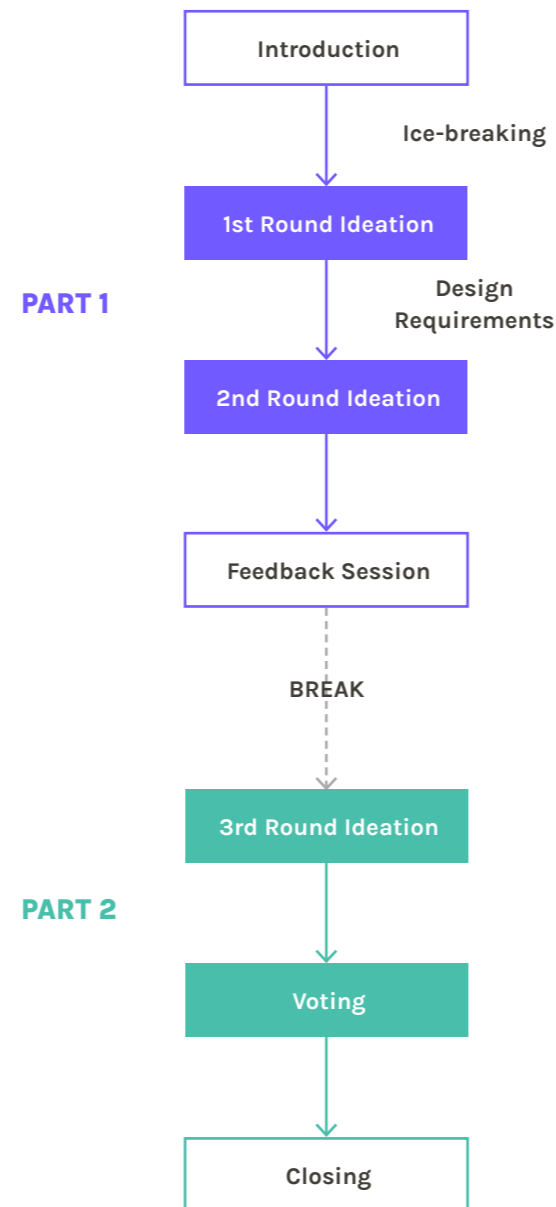 Introduction
Ice-breaking
1st Round Ideation
PART 1
Design
Requirements
2nd Round Ideation
Feedback Session
BREAK
3rd Round Ideation
PART 2
Voting
Closing